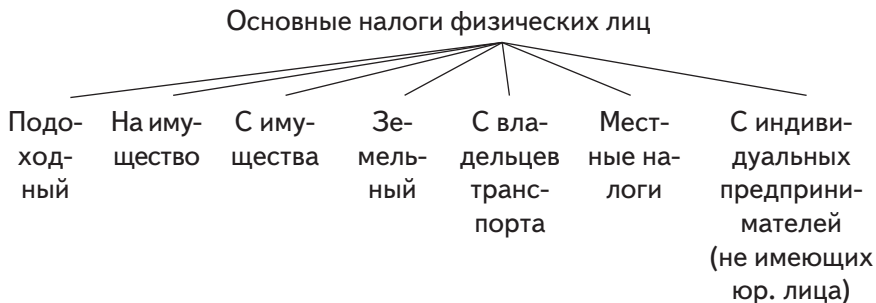 Основные налоги физических лиц
Подо-
ход-
ный
На иму-
щество
С иму-
щества
Зе-
мель-
ный
С вла-
дельцев
транс-
порта
Мест-
ные на-
логи
С индиви-
дуальных
предприни-
мателей
(не имеющих
юр. лица)